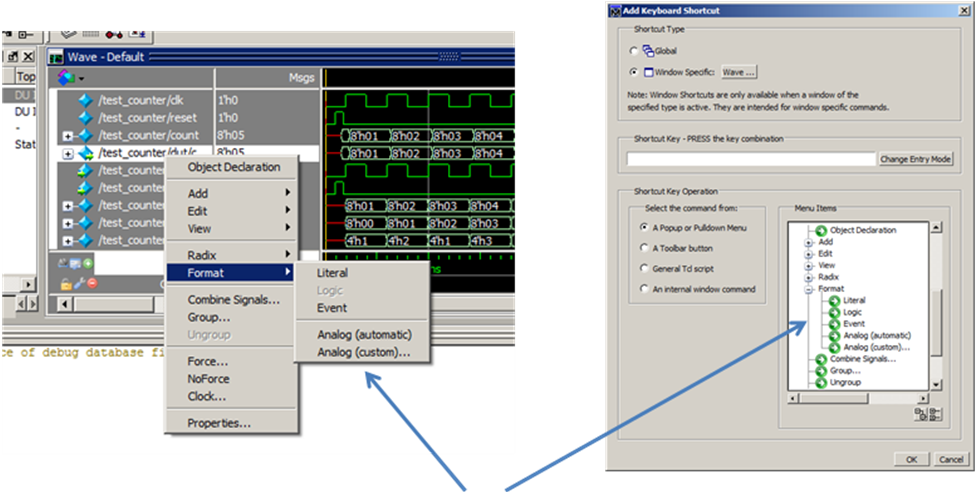 Wave - Default
Top
Msgs
DU I
DU I
-
Stat
/test_counter/clk 1'h0
/test_counter/reset 1'h0
/test_counter/count 8'h05 8'h01 8'h02 8'h03 8'h04
/test_counter/dut/c 8'h05 8'h01 8'h02 8'h03 8'h04
/test_counter
/test_counter
/test_counter 8'h01 8'h02 8'h03 8'h04
/test_counter 8'h00 8'h01 8'h02 8'h03
/test_counter 4'h1 4'h2 4'h1 4'h3
ns
Object Declaration
Add
Edit
View
Radix
Format
Combine Signals...
Group...
Ungroup
Force...
NoForce
Clock...
Properties...
Literal
Logic
Event
Analog (automatic)
Analog (custom)...
ce of debug database fi
Add Keyboard Shortcut
Shortcut Type
Global
Window Specific: Wave ...
Note: Window Shortcuts are only available when a window of the
specified type is active. They are intended for window specific commands.
Shortcut Key - PRESS the key combination
Change Entry Mode
Shortcut Key Operation
Select the command from:
A Popup or Pulldown Menu
A Toolbar button
General Tcl script
An internal window command
Menu Items
Object Declaration
Add
Edit
View
Radix
Format
Literal
Logic
Event
Analog (automatic)
Analog (custom)...
Combine Signals...
Group...
Ungroup
OK Cancel